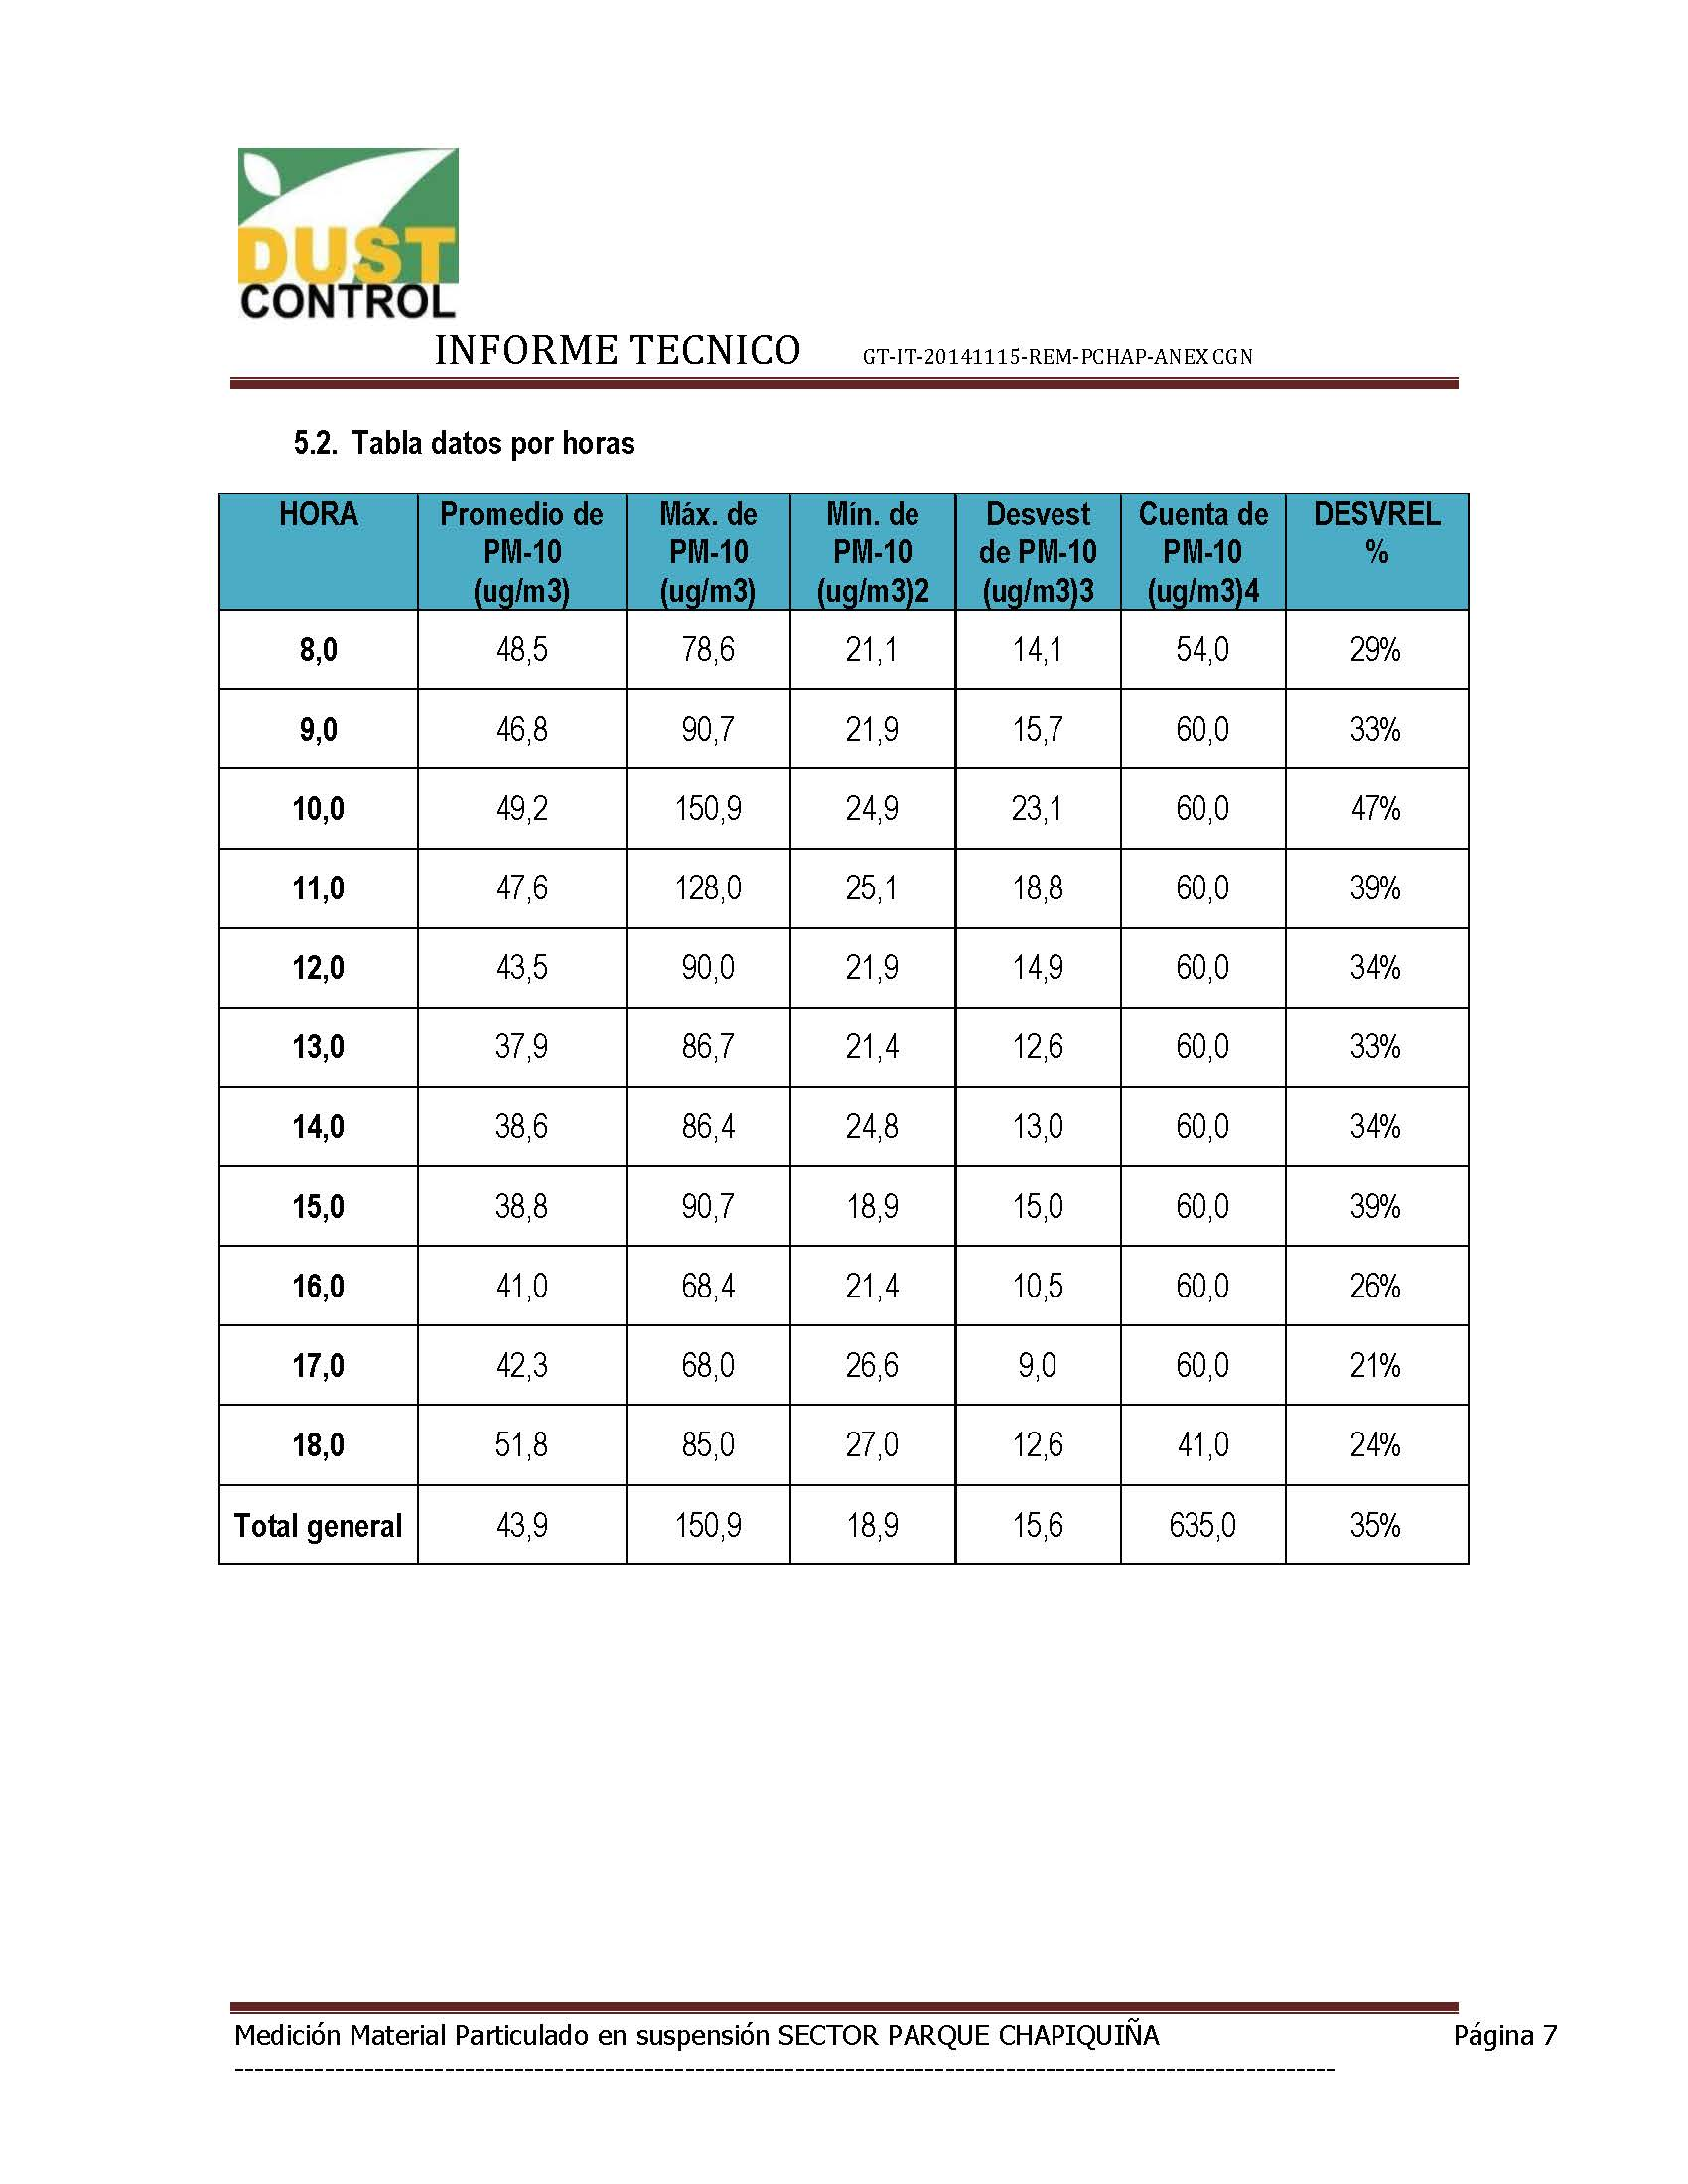 DUST
CONTROL
INFORME TECNICO GT-IT-20141115-REM-PCHAP-ANEX CGN
5.2. Tabla datos por horas
HORA Promedio de PM-10 (ug/m3) Máx. de PM-10 (ug/m3) Mín. de PM-10 (ug/m3)2 Desvest de PM-10 (ug/m3)3 Cuenta de PM-10 (ug/m3)4 DESVREL %
8,0 48,5 78,6 21,1 14,1 54,0 29%
9,0 46,8 90,7 21,9 15,7 60,0 33%
10,0 49,2 150,9 24,9 23,1 60,0 47%
11,0 47,6 128,0 25,1 18,8 60,0 39%
12,0 43,5 90,0 21,9 14,9 60,0 34%
13,0 37,9 86,7 21,4 12,6 60,0 33%
14,0 38,6 86,4 24,8 13,0 60,0 34%
15,0 38,8 90,7 18,9 15,0 60,0 39%
16,0 41,0 68,4 21,4 10,5 60,0 26%
17,0 42,3 68,0 26,6 9,0 60,0 21%
18,0 51,8 85,0 27,0 12,6 41,0 24%
Total general 43,9 150,9 18,9 15,6 635,0 35%
Medición Material Particulado en suspensión SECTOR PARQUE CHAPIQUIÑA Página 7